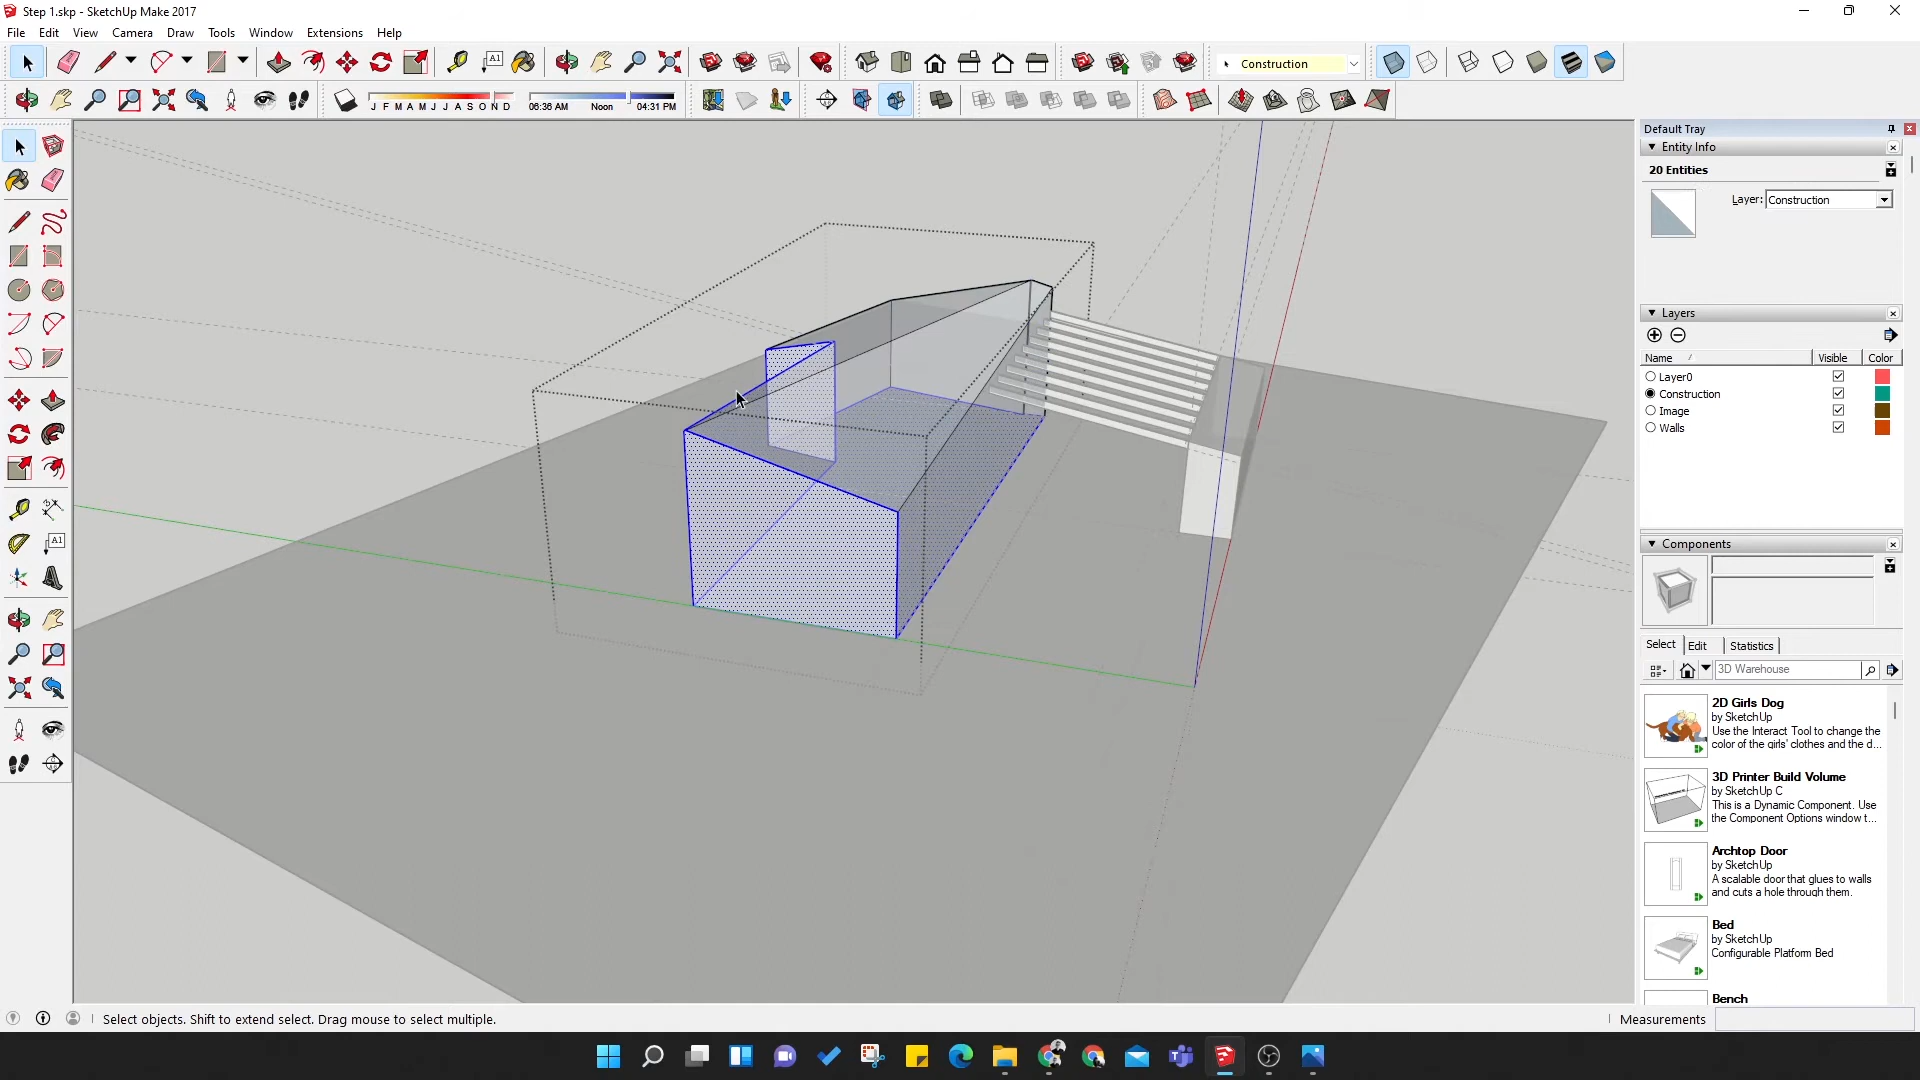 Step 1.skp - SketchUp Make 2017
File Edit View Camera Draw Tools Window Extensions Help
A1
Construction
J F M A M J J A S O N D 06:36 AM Noon 04:31 PM
Default Tray
Entity Info
20 Entities
Layer: Construction
Layers
Name Visible Color
Layer0
Construction
Image
Walls
A1
Components
Select Edit Statistics
3D Warehouse
2D Girls Dog
by SketchUp
Use the Interact Tool to change the
color of the girls' clothes and the d...
3D Printer Build Volume
by SketchUp C
This is a Dynamic Component. Use
the Component Options window t...
Archtop Door
by SketchUp
A scalable door that glues to walls
and cuts a hole through them.
Bed
by SketchUp
Configurable Platform Bed
Bench
Select objects. Shift to extend select. Drag mouse to select multiple.
Measurements